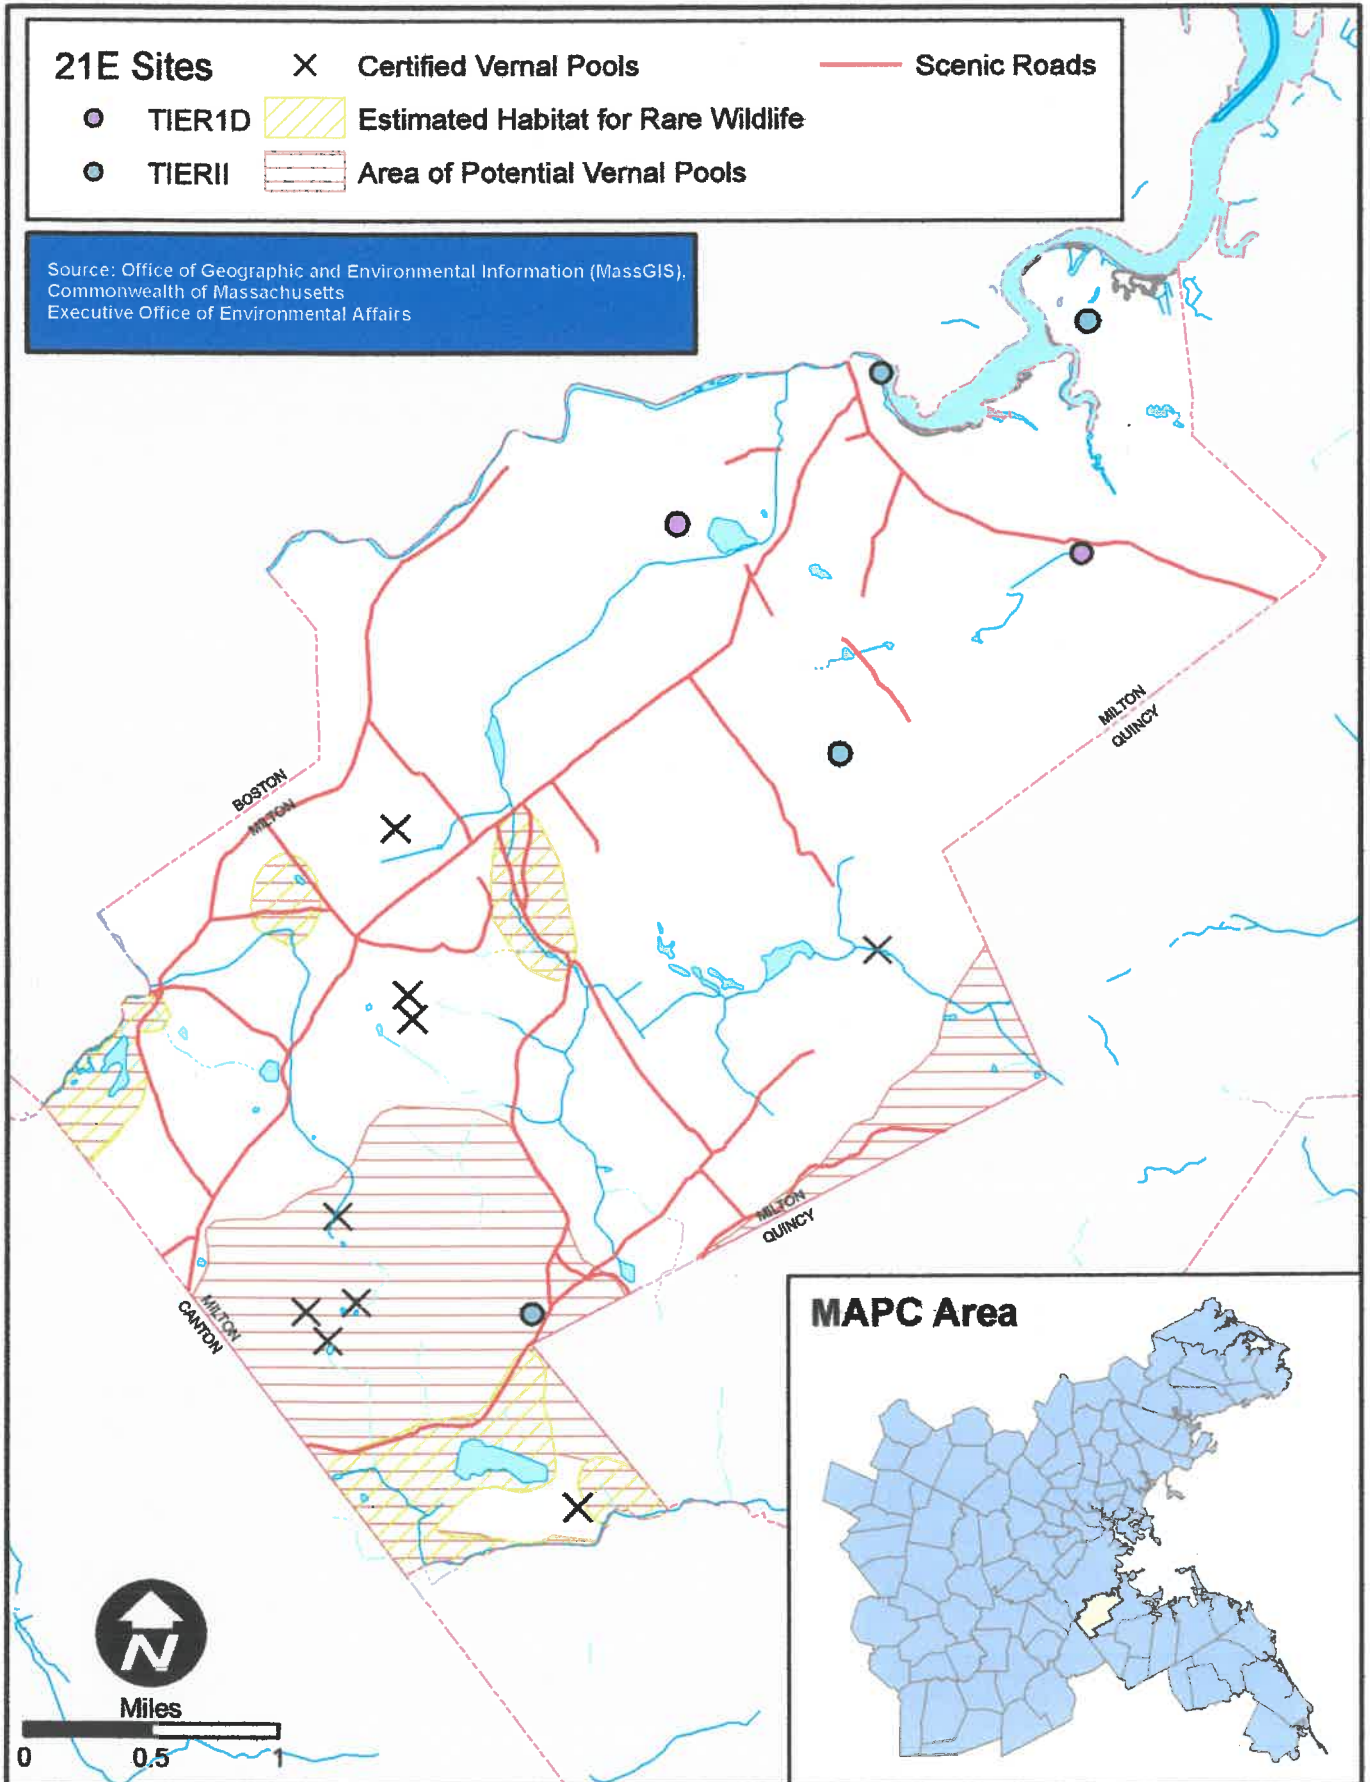 21E Sites
Certified Vernal Pools
Scenic Roads
TIER1D
Estimated Habitat for Rare Wildlife
TIERII
Area of Potential Vernal Pools
Source: Office of Geographic and Environmental Information (MassGIS),
Commonwealth of Massachusetts
Executive Office of Environmental Affairs
MILTON
QUINCY
BOSTON
MILTON
MILTON
QUINCY
MILTON
CANTON
MAPC Area
N
Miles
0 0.5 1